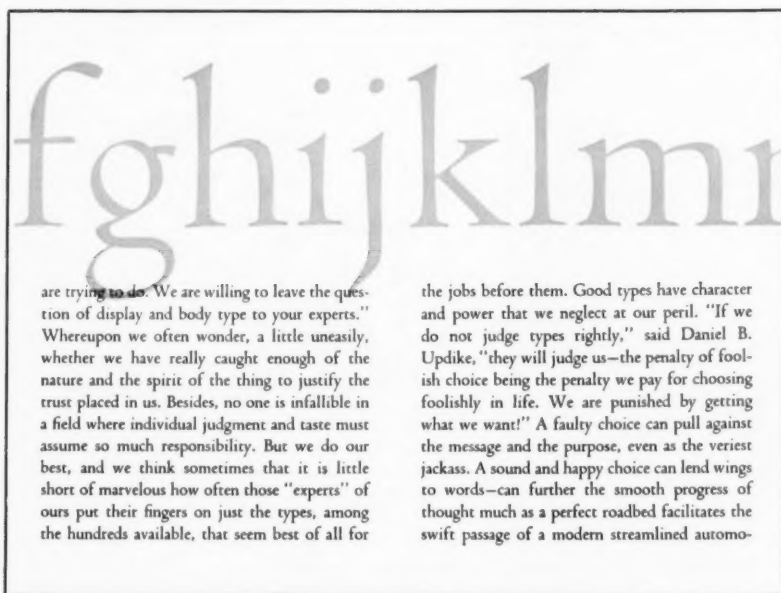 fghijklm
are trying to do. We are willing to leave the ques-
tion of display and body type to your experts."
Whereupon we often wonder, a little uneasily,
whether we have really caught enough of the
nature and the spirit of the thing to justify the
trust placed in us. Besides, no one is infallible in
a field where individual judgment and taste must
assume so much responsibility. But we do our
best, and we think sometimes that it is little
short of marvelous how often those "experts" of
ours put their fingers on just the types, among
the hundreds available, that seem best of all for
the jobs before them. Good types have character
and power that we neglect at our peril. "If we
do not judge types rightly," said Daniel B.
Updike, "they will judge us—the penalty of fool-
ish choice being the penalty we pay for choosing
foolishly in life. We are punished by getting
what we want!" A faulty choice can pull against
the message and the purpose, even as the veriest
jackass. A sound and happy choice can lend wings
to words—can further the smooth progress of
thought much as a perfect roadbed facilitates the
swift passage of a modern streamlined automo-